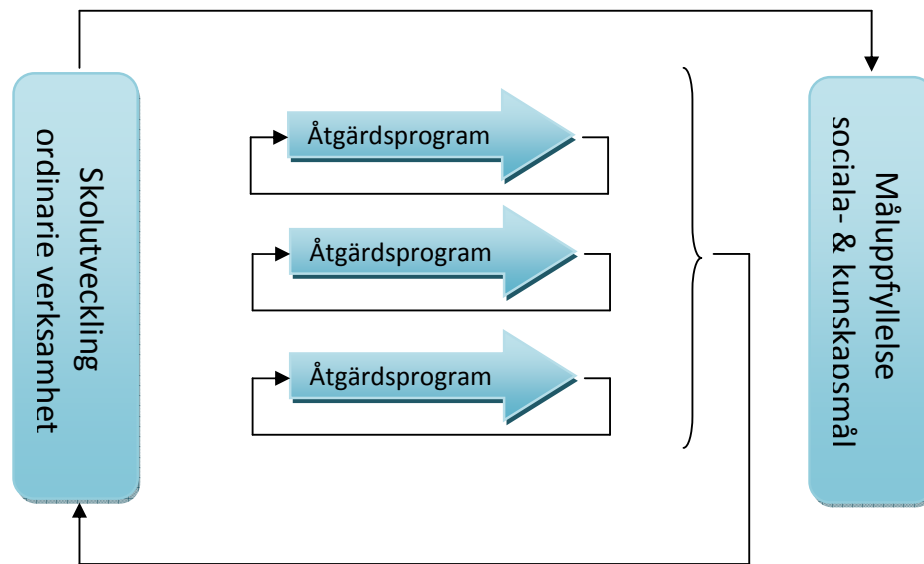 Skolutveckling
ordinarie verksamhet
Åtgärdsprogram
Åtgärdsprogram
Åtgärdsprogram
Måluppfyllelse
sociala- & kunskapsmål